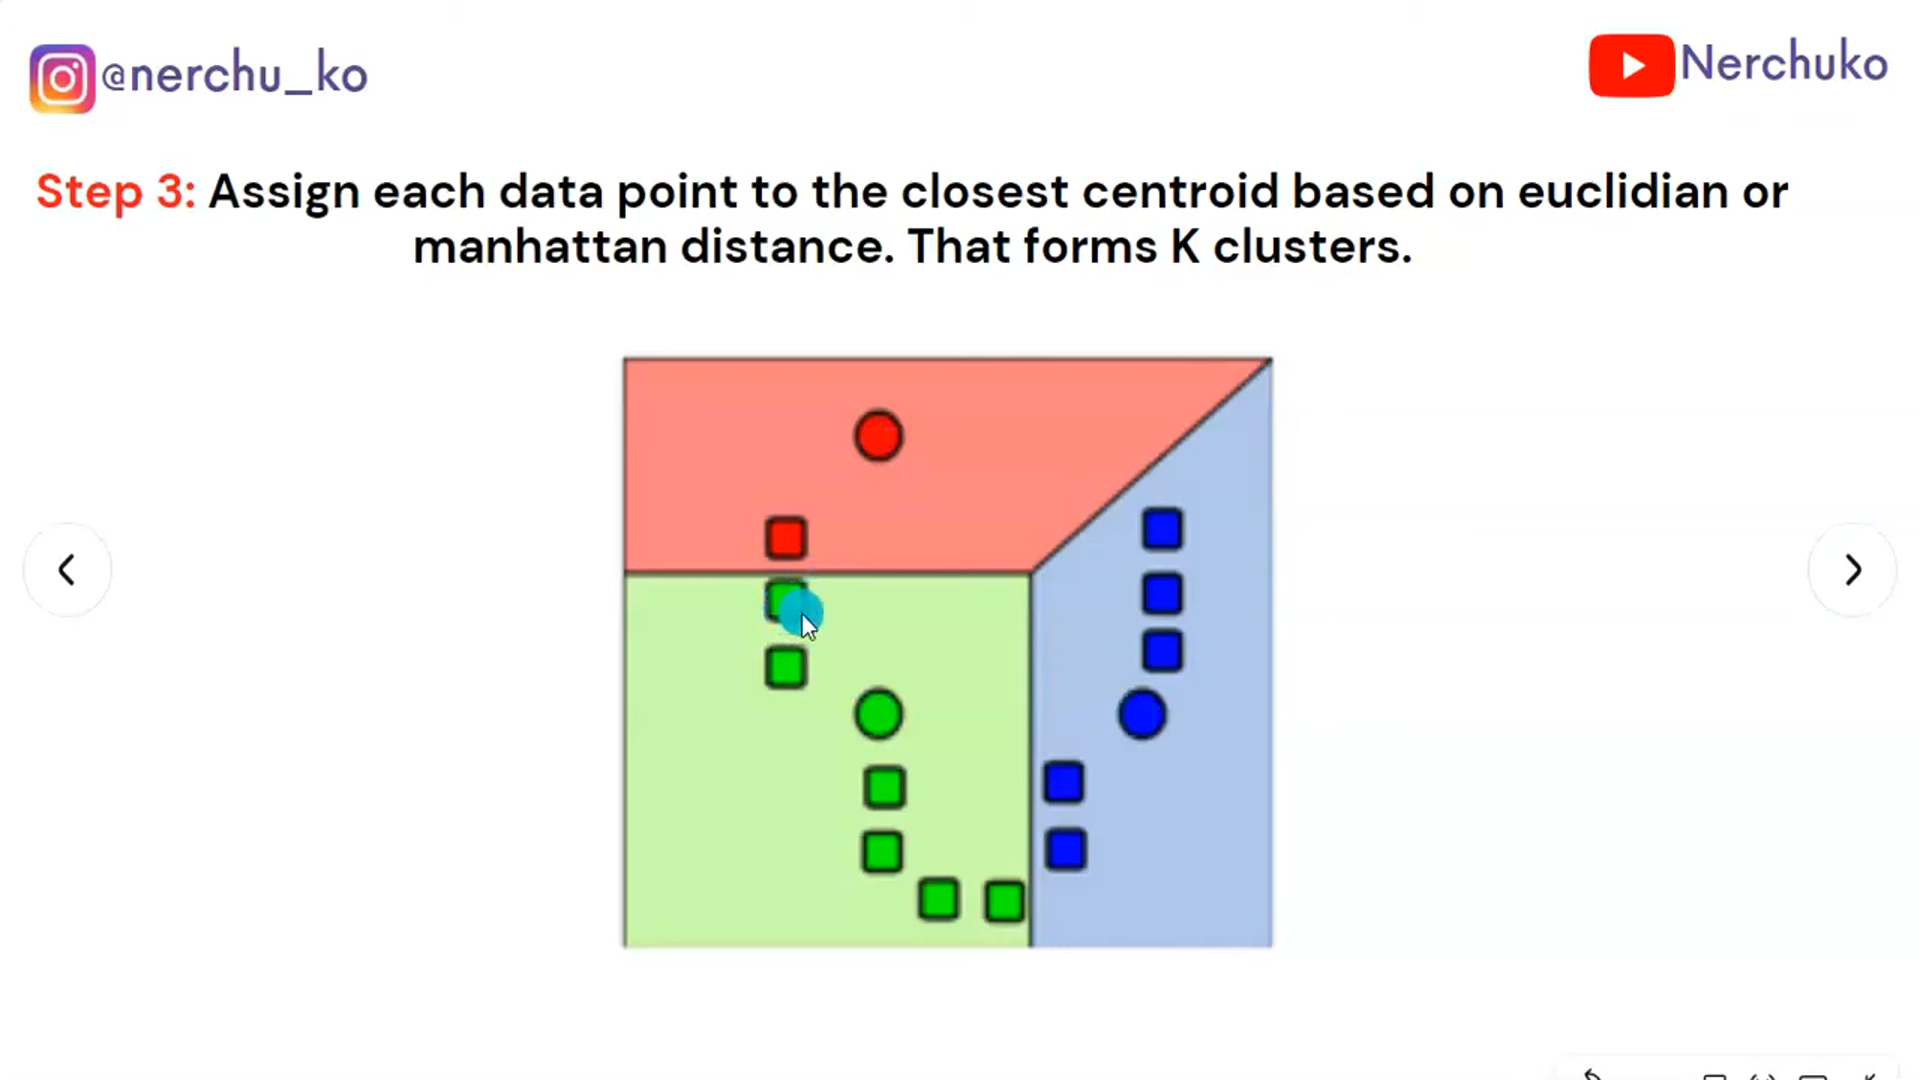 @nerchu_ko
Nerchuko
Step 3: Assign each data point to the closest centroid based on euclidian or
manhattan distance. That forms K clusters.